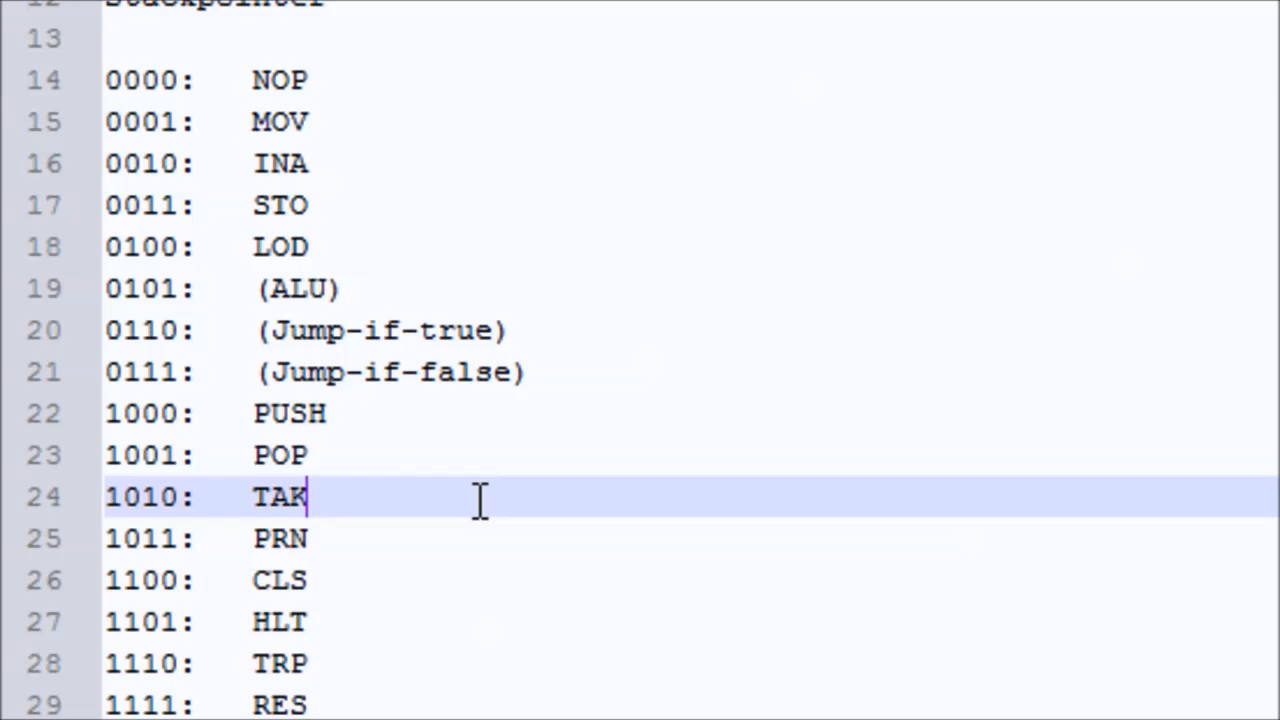 12 Stackpointer
13
14 0000: NOP
15 0001: MOV
16 0010: INA
17 0011: STO
18 0100: LOD
19 0101: (ALU)
20 0110: (Jump-if-true)
21 0111: (Jump-if-false)
22 1000: PUSH
23 1001: POP
24 1010: TAK
25 1011: PRN
26 1100: CLS
27 1101: HLT
28 1110: TRP
29 1111: RES